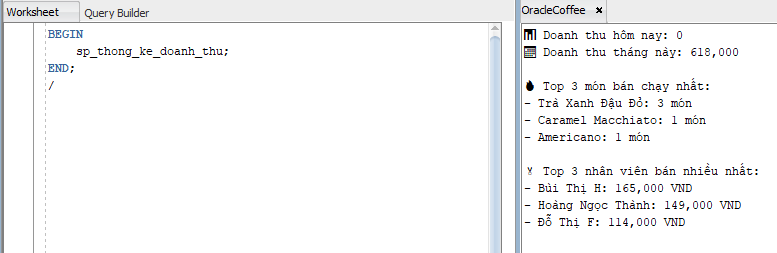 Worksheet Query Builder
BEGIN
sp_thong_ke_doanh_thu;
END;
/
OracleCoffee ×
📊 Doanh thu hôm nay: 0
📅 Doanh thu tháng này: 618,000
🔥 Top 3 món bán chạy nhất:
- Trà Xanh Đậu Đỏ: 3 món
- Caramel Macchiato: 1 món
- Americano: 1 món
🏅 Top 3 nhân viên bán nhiều nhất:
- Bùi Thị H: 165,000 VND
- Hoàng Ngọc Thành: 149,000 VND
- Đỗ Thị F: 114,000 VND